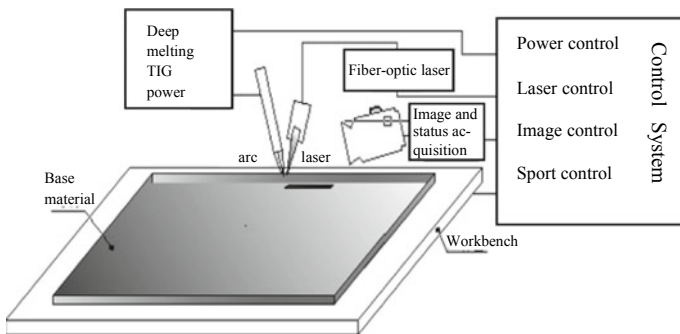 Deep
melting
TIG
power
Fiber-optic laser
Image and
status ac-
quisition
Power control
Laser control
Image control
Sport control
Control System
arc
laser
Base
material
Workbench